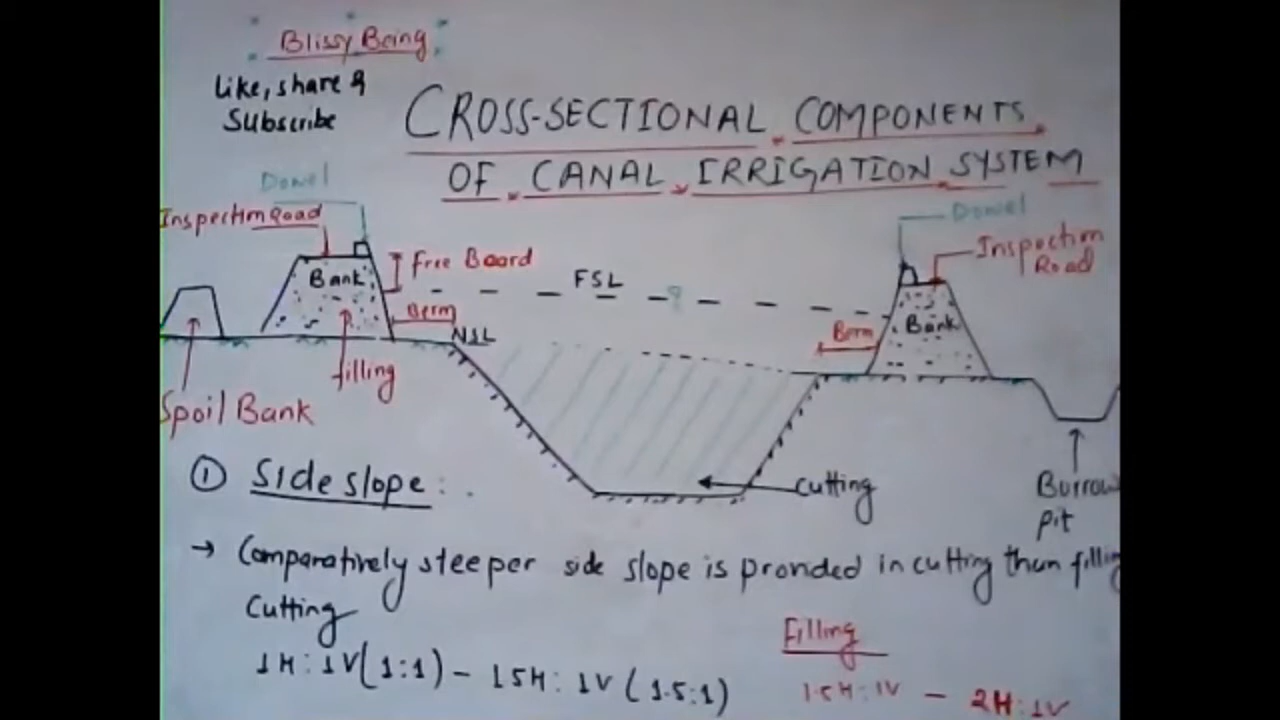 Blissy Being
Like, share &
Subscribe
CROSS-SECTIONAL COMPONENTS
OF CANAL IRRIGATION SYSTEM
Dowel
Dowel
Inspection Road
Inspection
Road
Free Board
Bank
FSL
Berm
Bank
Berm
NSL
filling
Spoil Bank
cutting
Borrow
pit
① Side slope:
→ Comparatively steeper side slope is provided in cutting than filling
Cutting
Filling
1H:1V(1:1) - 1.5H:1V (1.5:1)
1.5H:1V - 2H:1V